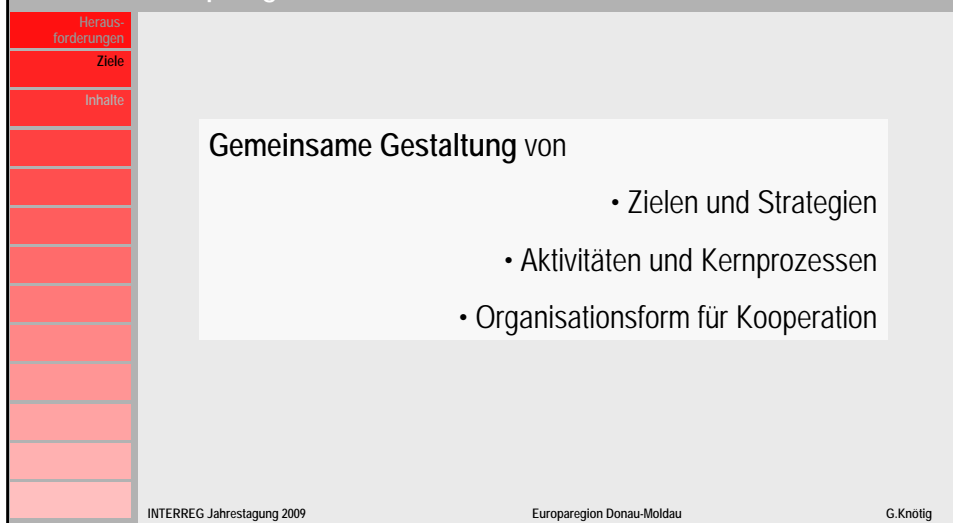 Heraus-
forderungen
Ziele
Inhalte
Gemeinsame Gestaltung von
• Zielen und Strategien
• Aktivitäten und Kernprozessen
• Organisationsform für Kooperation
INTERREG Jahrestagung 2009 Europaregion Donau-Moldau G.Knötig